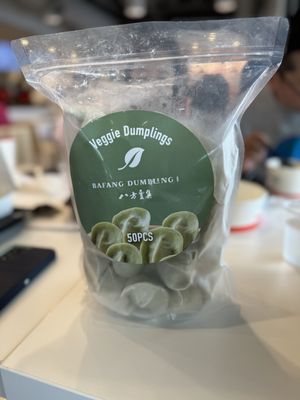 Veggie Dumplings
BAFANG DUMPLING
八方雲集
50PCS